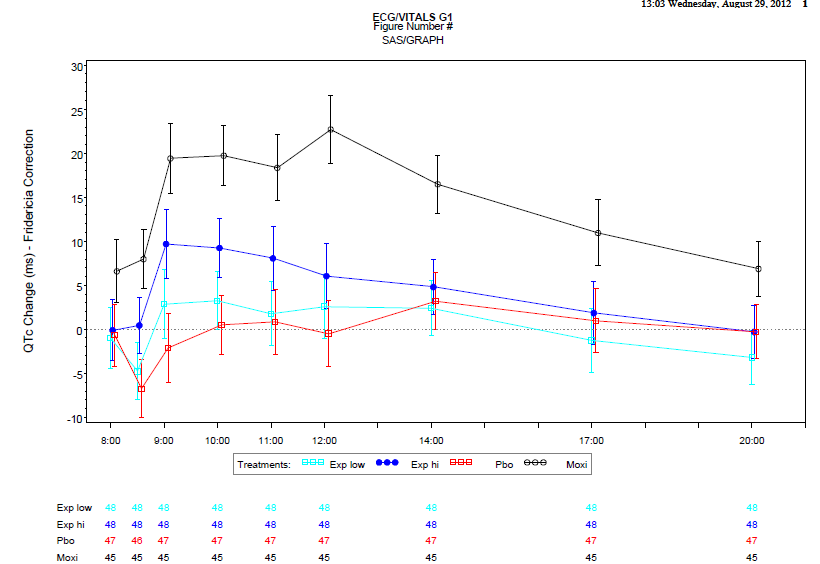 13:03 Wednesday, August 29, 2012 1
ECG/VITALS G1
Figure Number #
SAS/GRAPH
QTc Change (ms) - Fridericia Correction
30
25
20
15
10
5
0
-5
-10
8:00 9:00 10:00 11:00 12:00 14:00 17:00 20:00
Treatments: Exp low Exp hi Pbo Moxi
Exp low 48 48 48 48 48 48 48 48 48
Exp hi 48 48 48 48 48 48 48 48 48
Pbo 47 46 47 47 47 47 47 47 47
Moxi 45 45 45 45 45 45 45 45 45